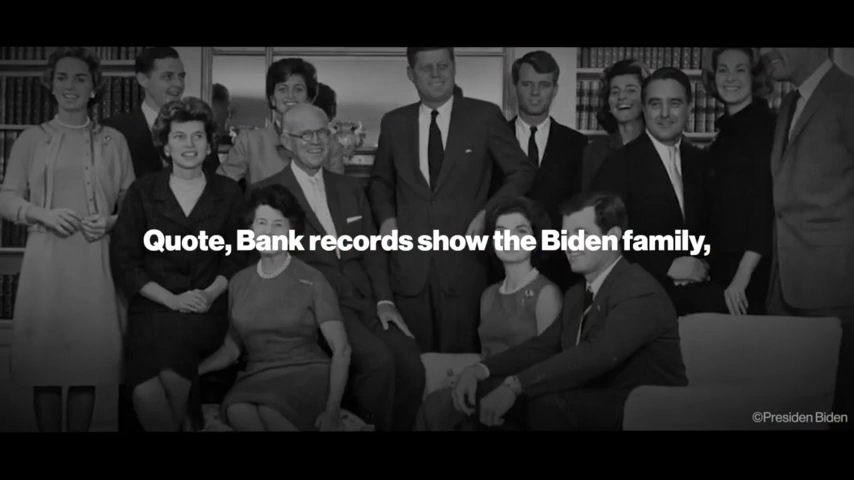 Quote, Bank records show the Biden family,
©Presiden Biden